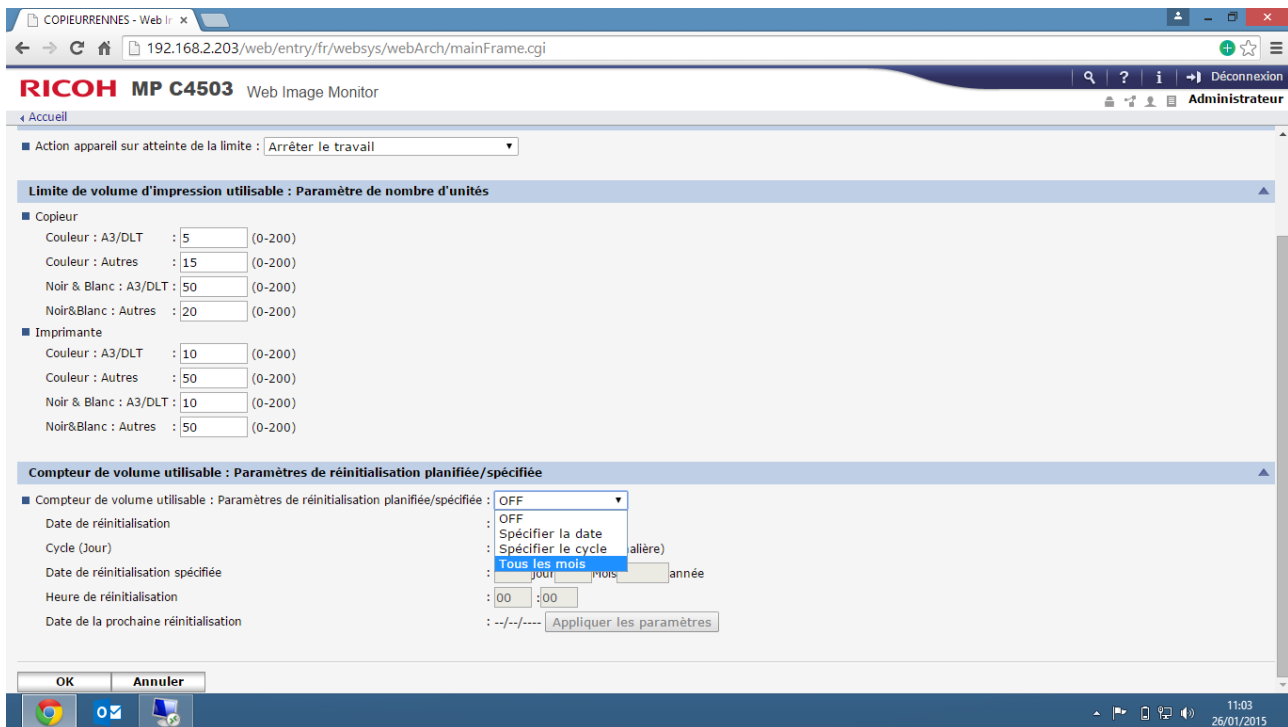 COPIEURRENNES - Web Ir ×
192.168.2.203/web/entry/fr/websys/webArch/mainFrame.cgi
RICOH MP C4503 Web Image Monitor
? i Déconnexion
Administrateur
Accueil
Action appareil sur atteinte de la limite : Arrêter le travail
Limite de volume d'impression utilisable : Paramètre de nombre d'unités
Copieur
Couleur : A3/DLT : 5 (0-200)
Couleur : Autres : 15 (0-200)
Noir & Blanc : A3/DLT : 50 (0-200)
Noir&Blanc : Autres : 20 (0-200)
Imprimante
Couleur : A3/DLT : 10 (0-200)
Couleur : Autres : 50 (0-200)
Noir & Blanc : A3/DLT : 10 (0-200)
Noir&Blanc : Autres : 50 (0-200)
Compteur de volume utilisable : Paramètres de réinitialisation planifiée/spécifiée
Compteur de volume utilisable : Paramètres de réinitialisation planifiée/spécifiée : OFF
Date de réinitialisation : OFF
Spécifier la date
Cycle (Jour) : Spécifier le cycle alière)
Tous les mois
Date de réinitialisation spécifiée : jour Mois année
Heure de réinitialisation : 00 :00
Date de la prochaine réinitialisation : --/--/---- Appliquer les paramètres
OK Annuler
11:03
26/01/2015